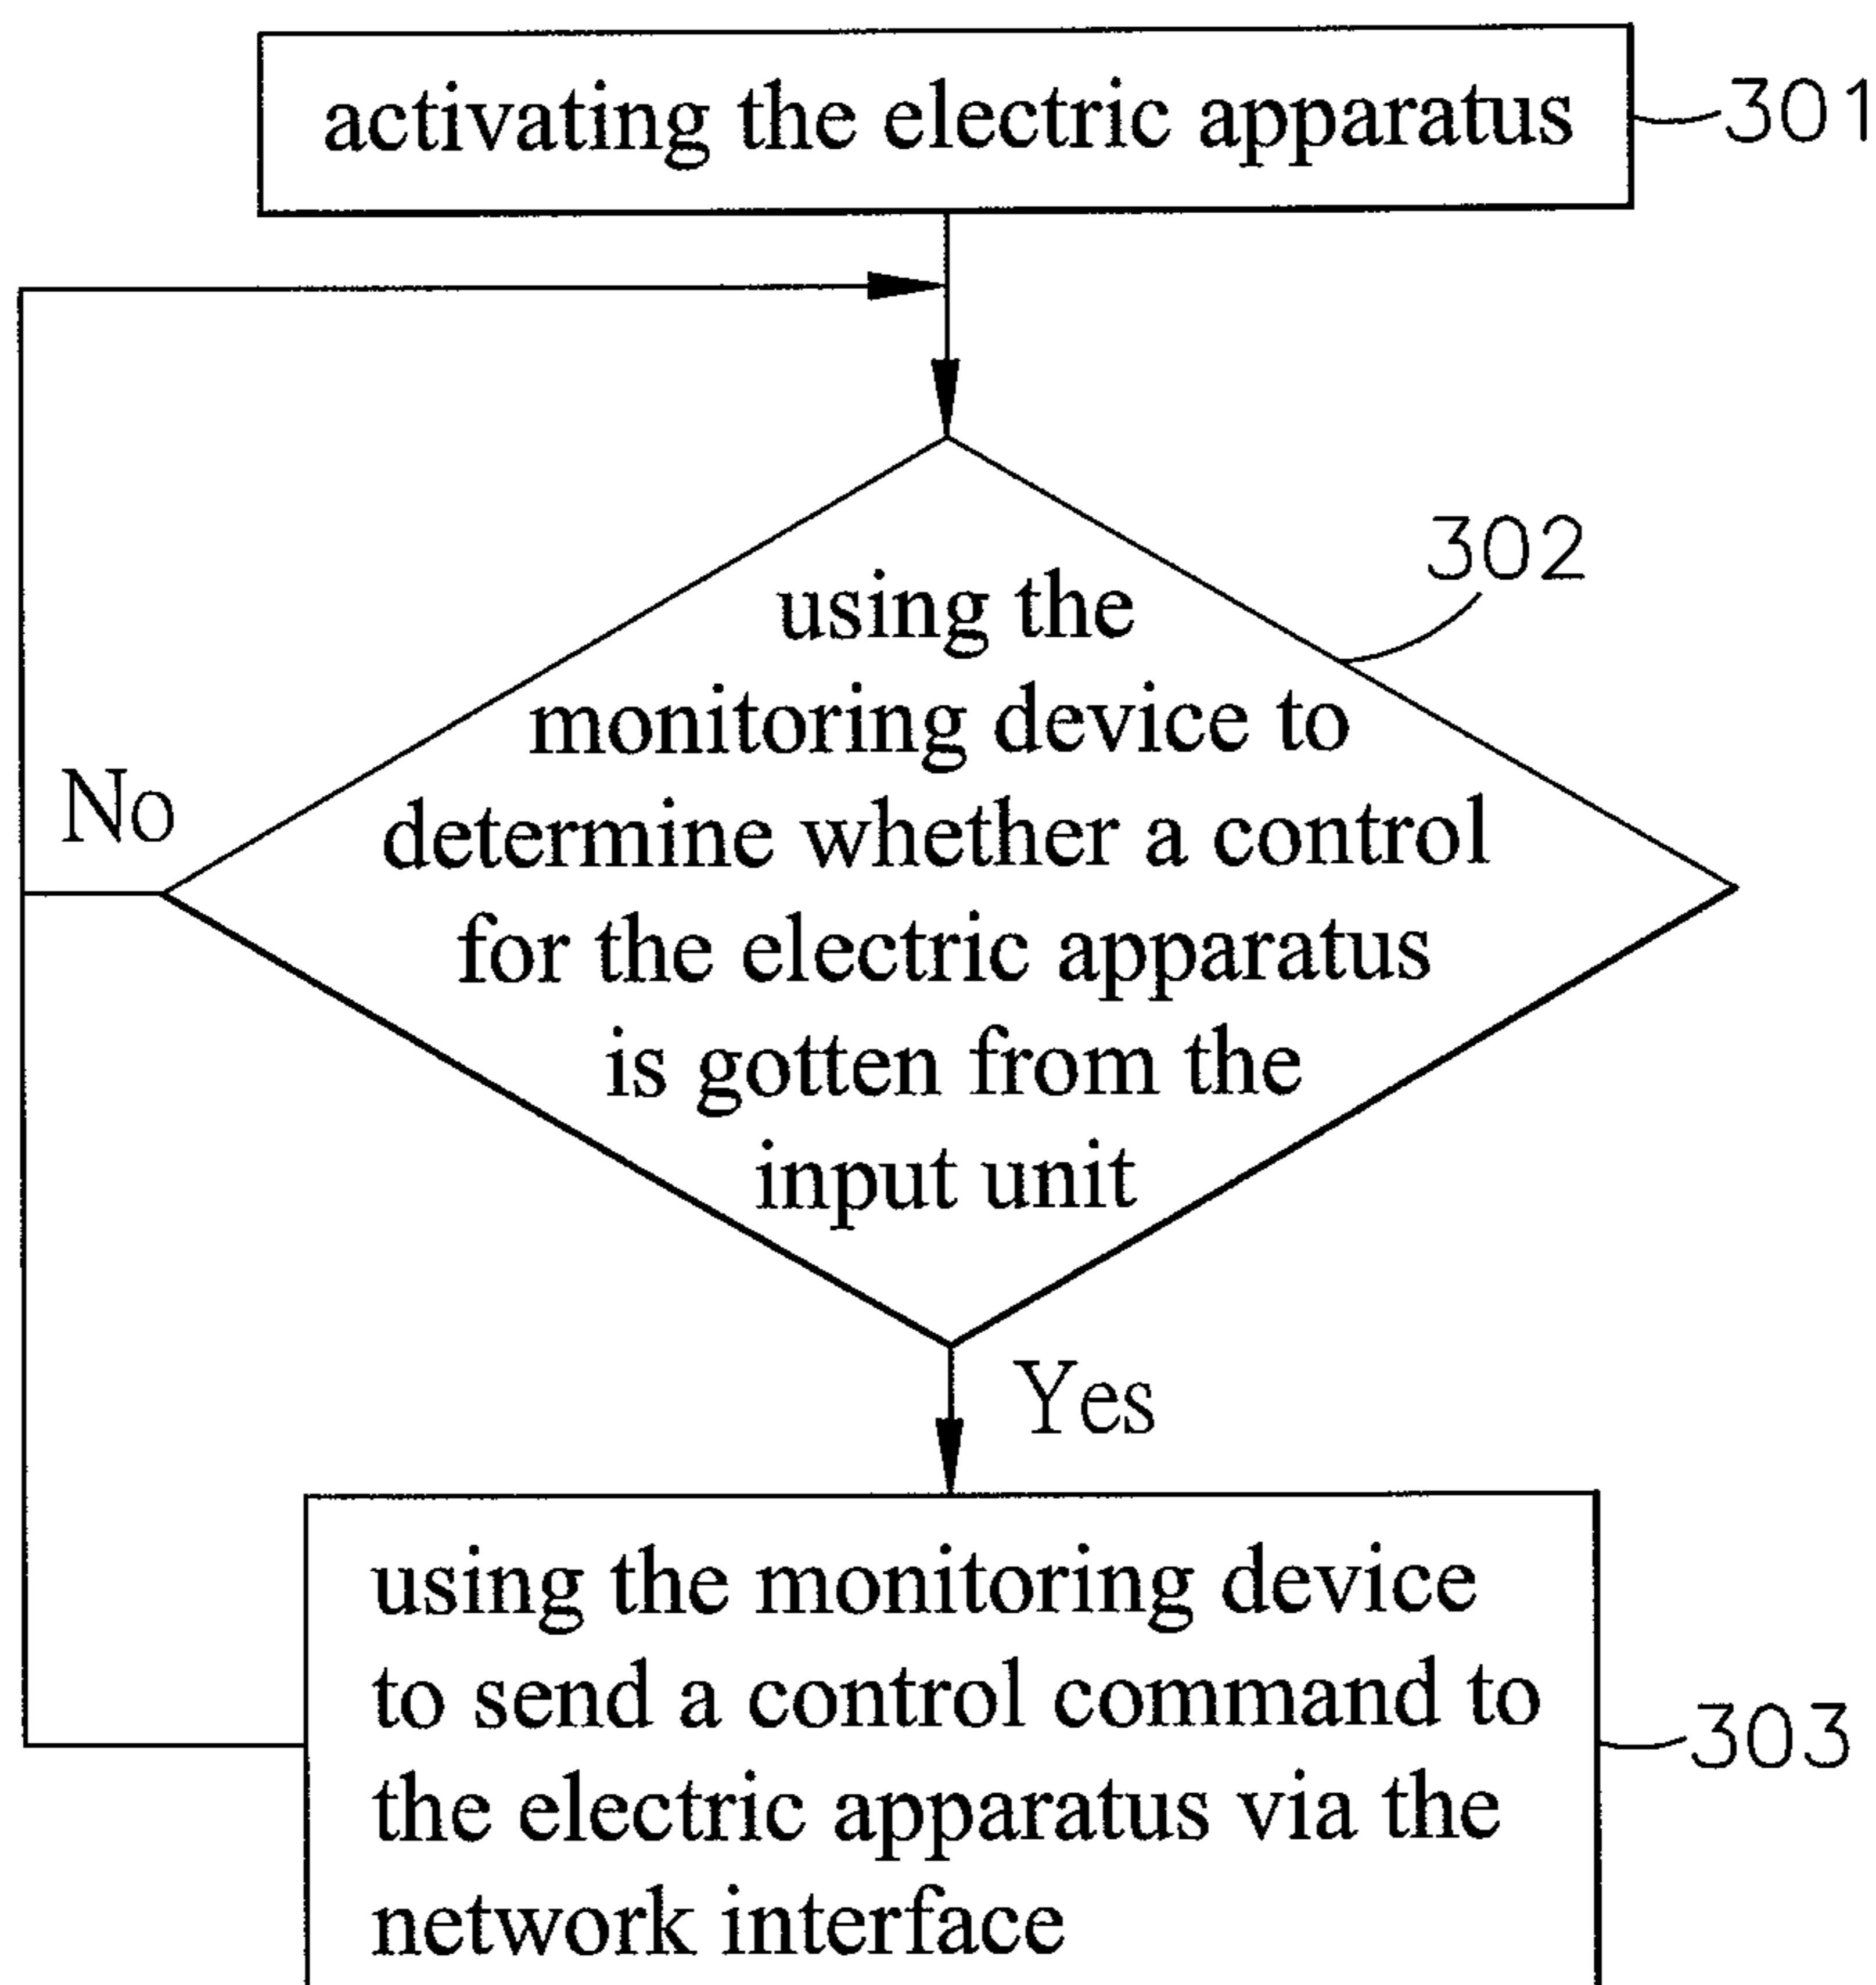 activating the electric apparatus
301
302
using the
monitoring device to
determine whether a control
for the electric apparatus
is gotten from the
input unit
No
Yes
using the monitoring device
to send a control command to
the electric apparatus via the
network interface
303